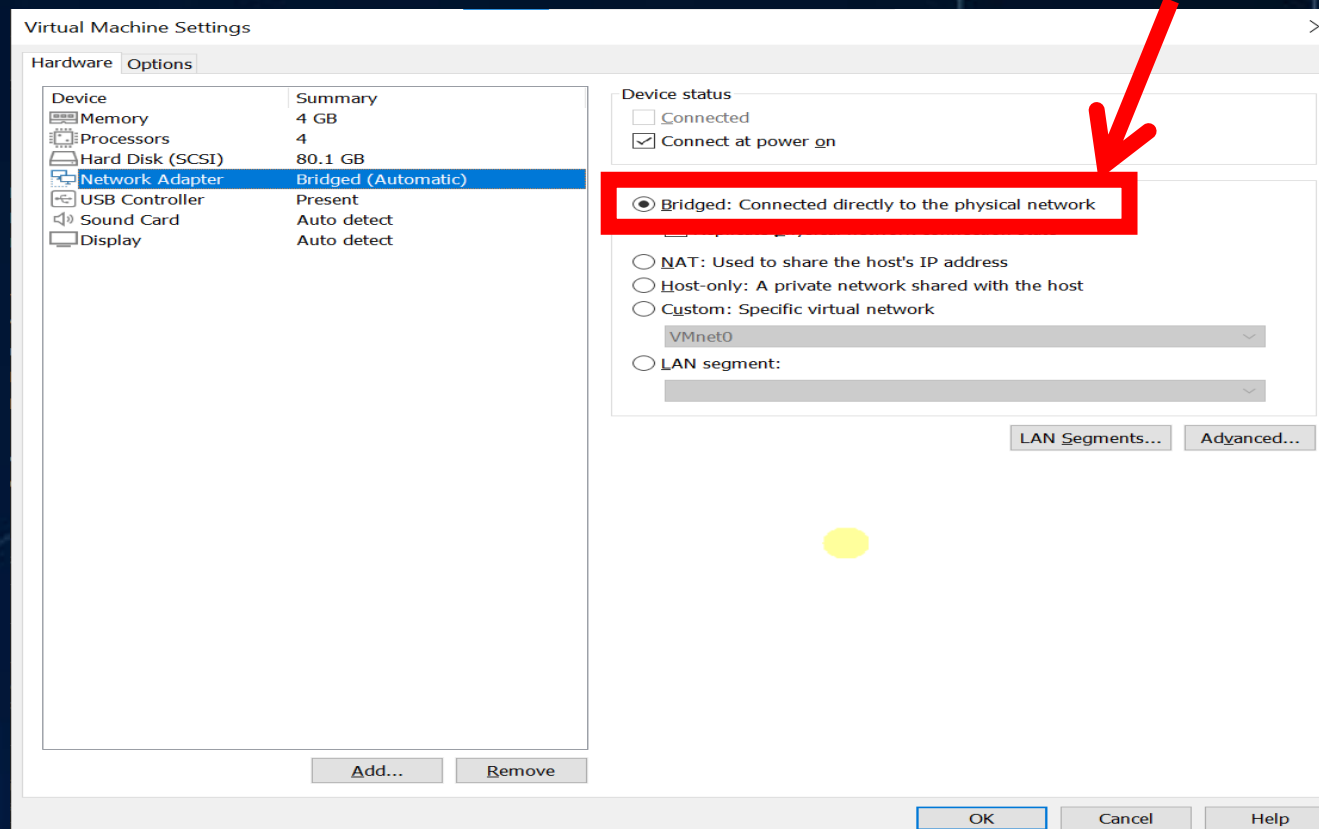 Virtual Machine Settings
Hardware Options
Device Summary
Memory 4 GB
Processors 4
Hard Disk (SCSI) 80.1 GB
Network Adapter Bridged (Automatic)
USB Controller Present
Sound Card Auto detect
Display Auto detect
Add... Remove
Device status
Connected
Connect at power on
Bridged: Connected directly to the physical network
NAT: Used to share the host's IP address
Host-only: A private network shared with the host
Custom: Specific virtual network
VMnet0
LAN segment:
LAN Segments... Advanced...
OK Cancel Help